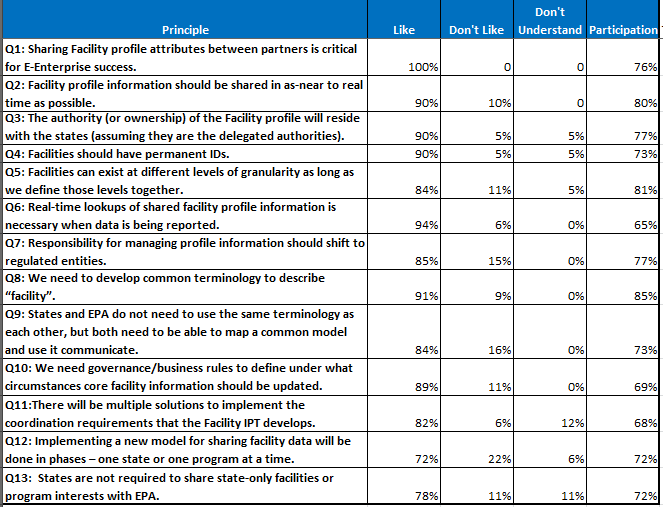 Principle Like Don't Like Don't Understand Participation
Q1: Sharing Facility profile attributes between partners is critical
for E-Enterprise success. 100% 0 0 76%
Q2: Facility profile information should be shared in as-near to real
time as possible. 90% 10% 0 80%
Q3: The authority (or ownership) of the Facility profile will reside
with the states (assuming they are the delegated authorities). 90% 5% 5% 77%
Q4: Facilities should have permanent IDs. 90% 5% 5% 73%
Q5: Facilities can exist at different levels of granularity as long as
we define those levels together. 84% 11% 5% 81%
Q6: Real-time lookups of shared facility profile information is
necessary when data is being reported. 94% 6% 0% 65%
Q7: Responsibility for managing profile information should shift to
regulated entities. 85% 15% 0% 77%
Q8: We need to develop common terminology to describe
“facility”. 91% 9% 0% 85%
Q9: States and EPA do not need to use the same terminology as
each other, but both need to be able to map a common model
and use it communicate. 84% 16% 0% 73%
Q10: We need governance/business rules to define under what
circumstances core facility information should be updated. 89% 11% 0% 69%
Q11:There will be multiple solutions to implement the
coordination requirements that the Facility IPT develops. 82% 6% 12% 68%
Q12: Implementing a new model for sharing facility data will be
done in phases – one state or one program at a time. 72% 22% 6% 72%
Q13:  States are not required to share state-only facilities or
program interests with EPA. 78% 11% 11% 72%